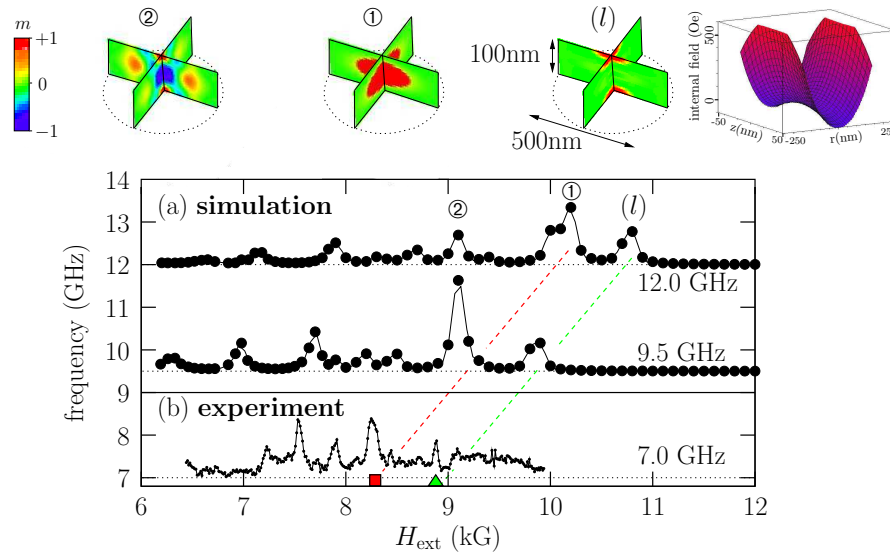 m
+1
0
−1
②
①
(l)
100nm
500nm
internal field (Oe)
500
0
-50
z(nm)
50
-250
r(nm)
25
(a) simulation
②
①
(l)
12.0 GHz
9.5 GHz
(b) experiment
7.0 GHz
frequency (GHz)
14
13
12
11
10
9
8
7
6
7
8
9
10
11
12
H_ext (kG)